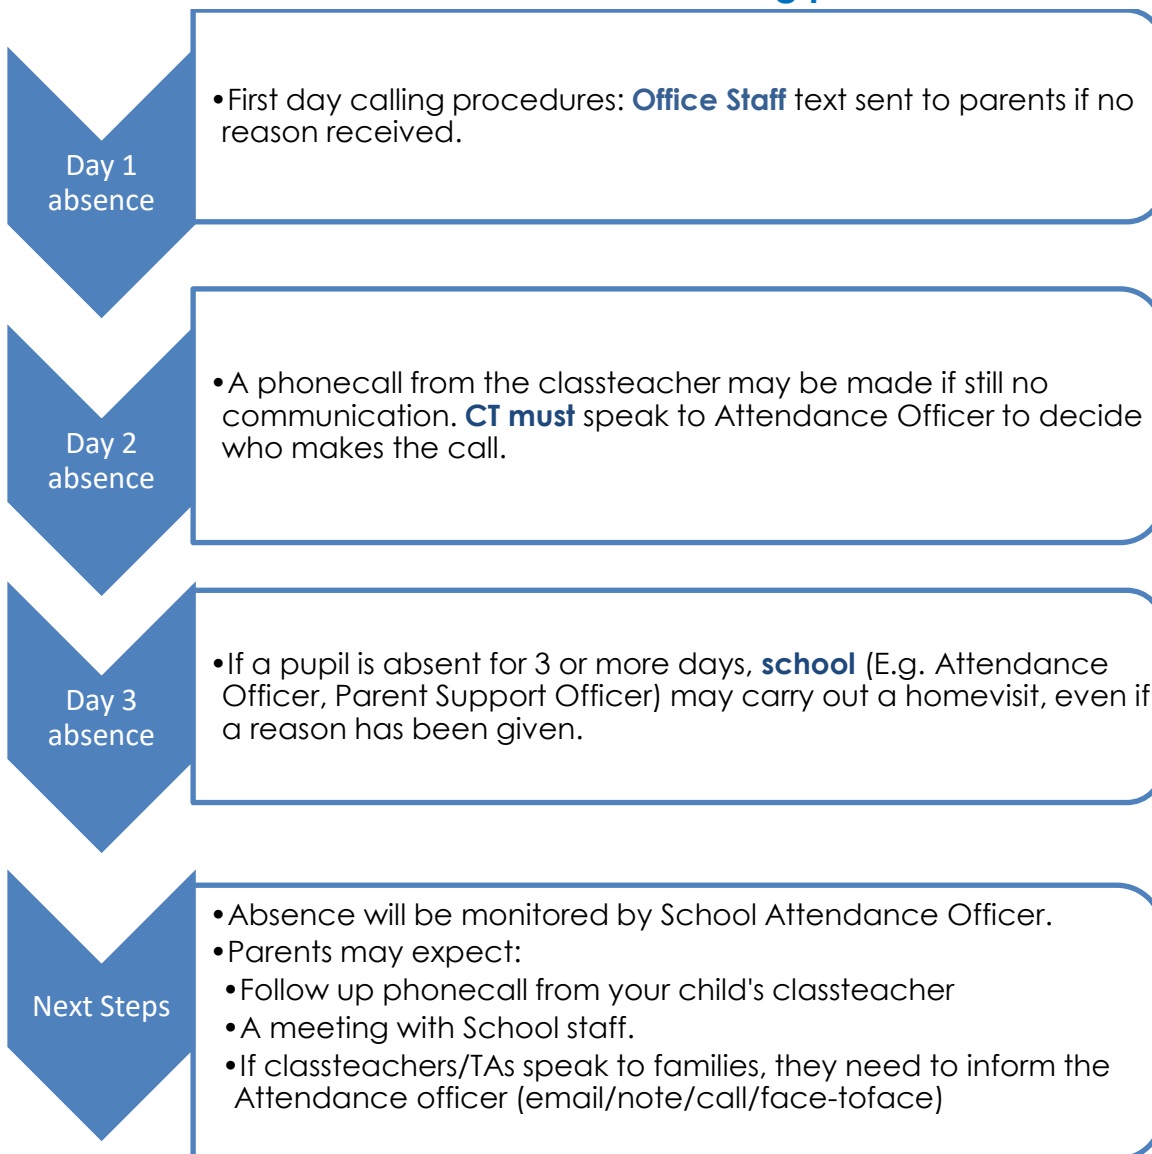 Day 1
absence
•First day calling procedures: Office Staff text sent to parents if no
reason received.
Day 2
absence
•A phonecall from the classteacher may be made if still no
communication. CT must speak to Attendance Officer to decide
who makes the call.
Day 3
absence
•If a pupil is absent for 3 or more days, school (E.g. Attendance
Officer, Parent Support Officer) may carry out a homevisit, even if
a reason has been given.
Next Steps
•Absence will be monitored by School Attendance Officer.
•Parents may expect:
•Follow up phonecall from your child's classteacher
•A meeting with School staff.
•If classteachers/TAs speak to families, they need to inform the
Attendance officer (email/note/call/face-toface)